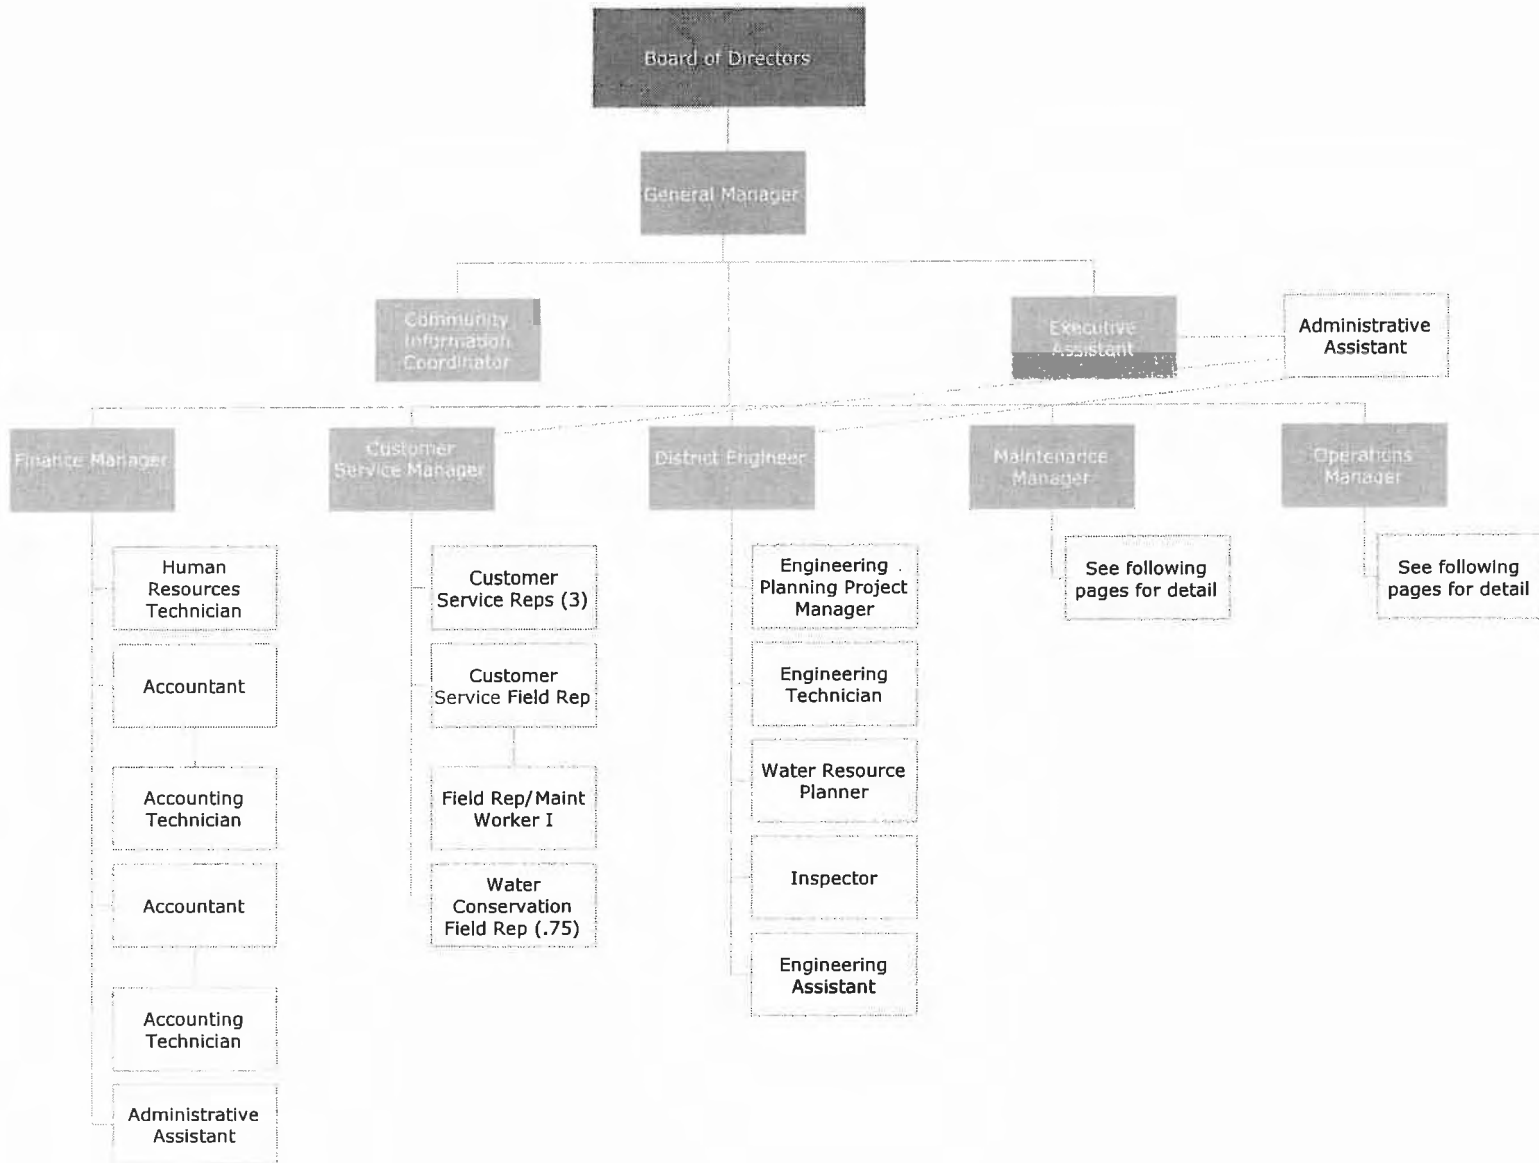 Board of Directors
General Manager
Community
Information
Coordinator
Executive
Assistant
Administrative
Assistant
Finance Manager
Customer
Service Manager
District Engineer
Maintenance
Manager
Operations
Manager
Human
Resources
Technician
Accountant
Accounting
Technician
Accountant
Accounting
Technician
Administrative
Assistant
Customer
Service Reps (3)
Customer
Service Field Rep
Field Rep/Maint
Worker I
Water
Conservation
Field Rep (.75)
Engineering
Planning Project
Manager
Engineering
Technician
Water Resource
Planner
Inspector
Engineering
Assistant
See following
pages for detail
See following
pages for detail